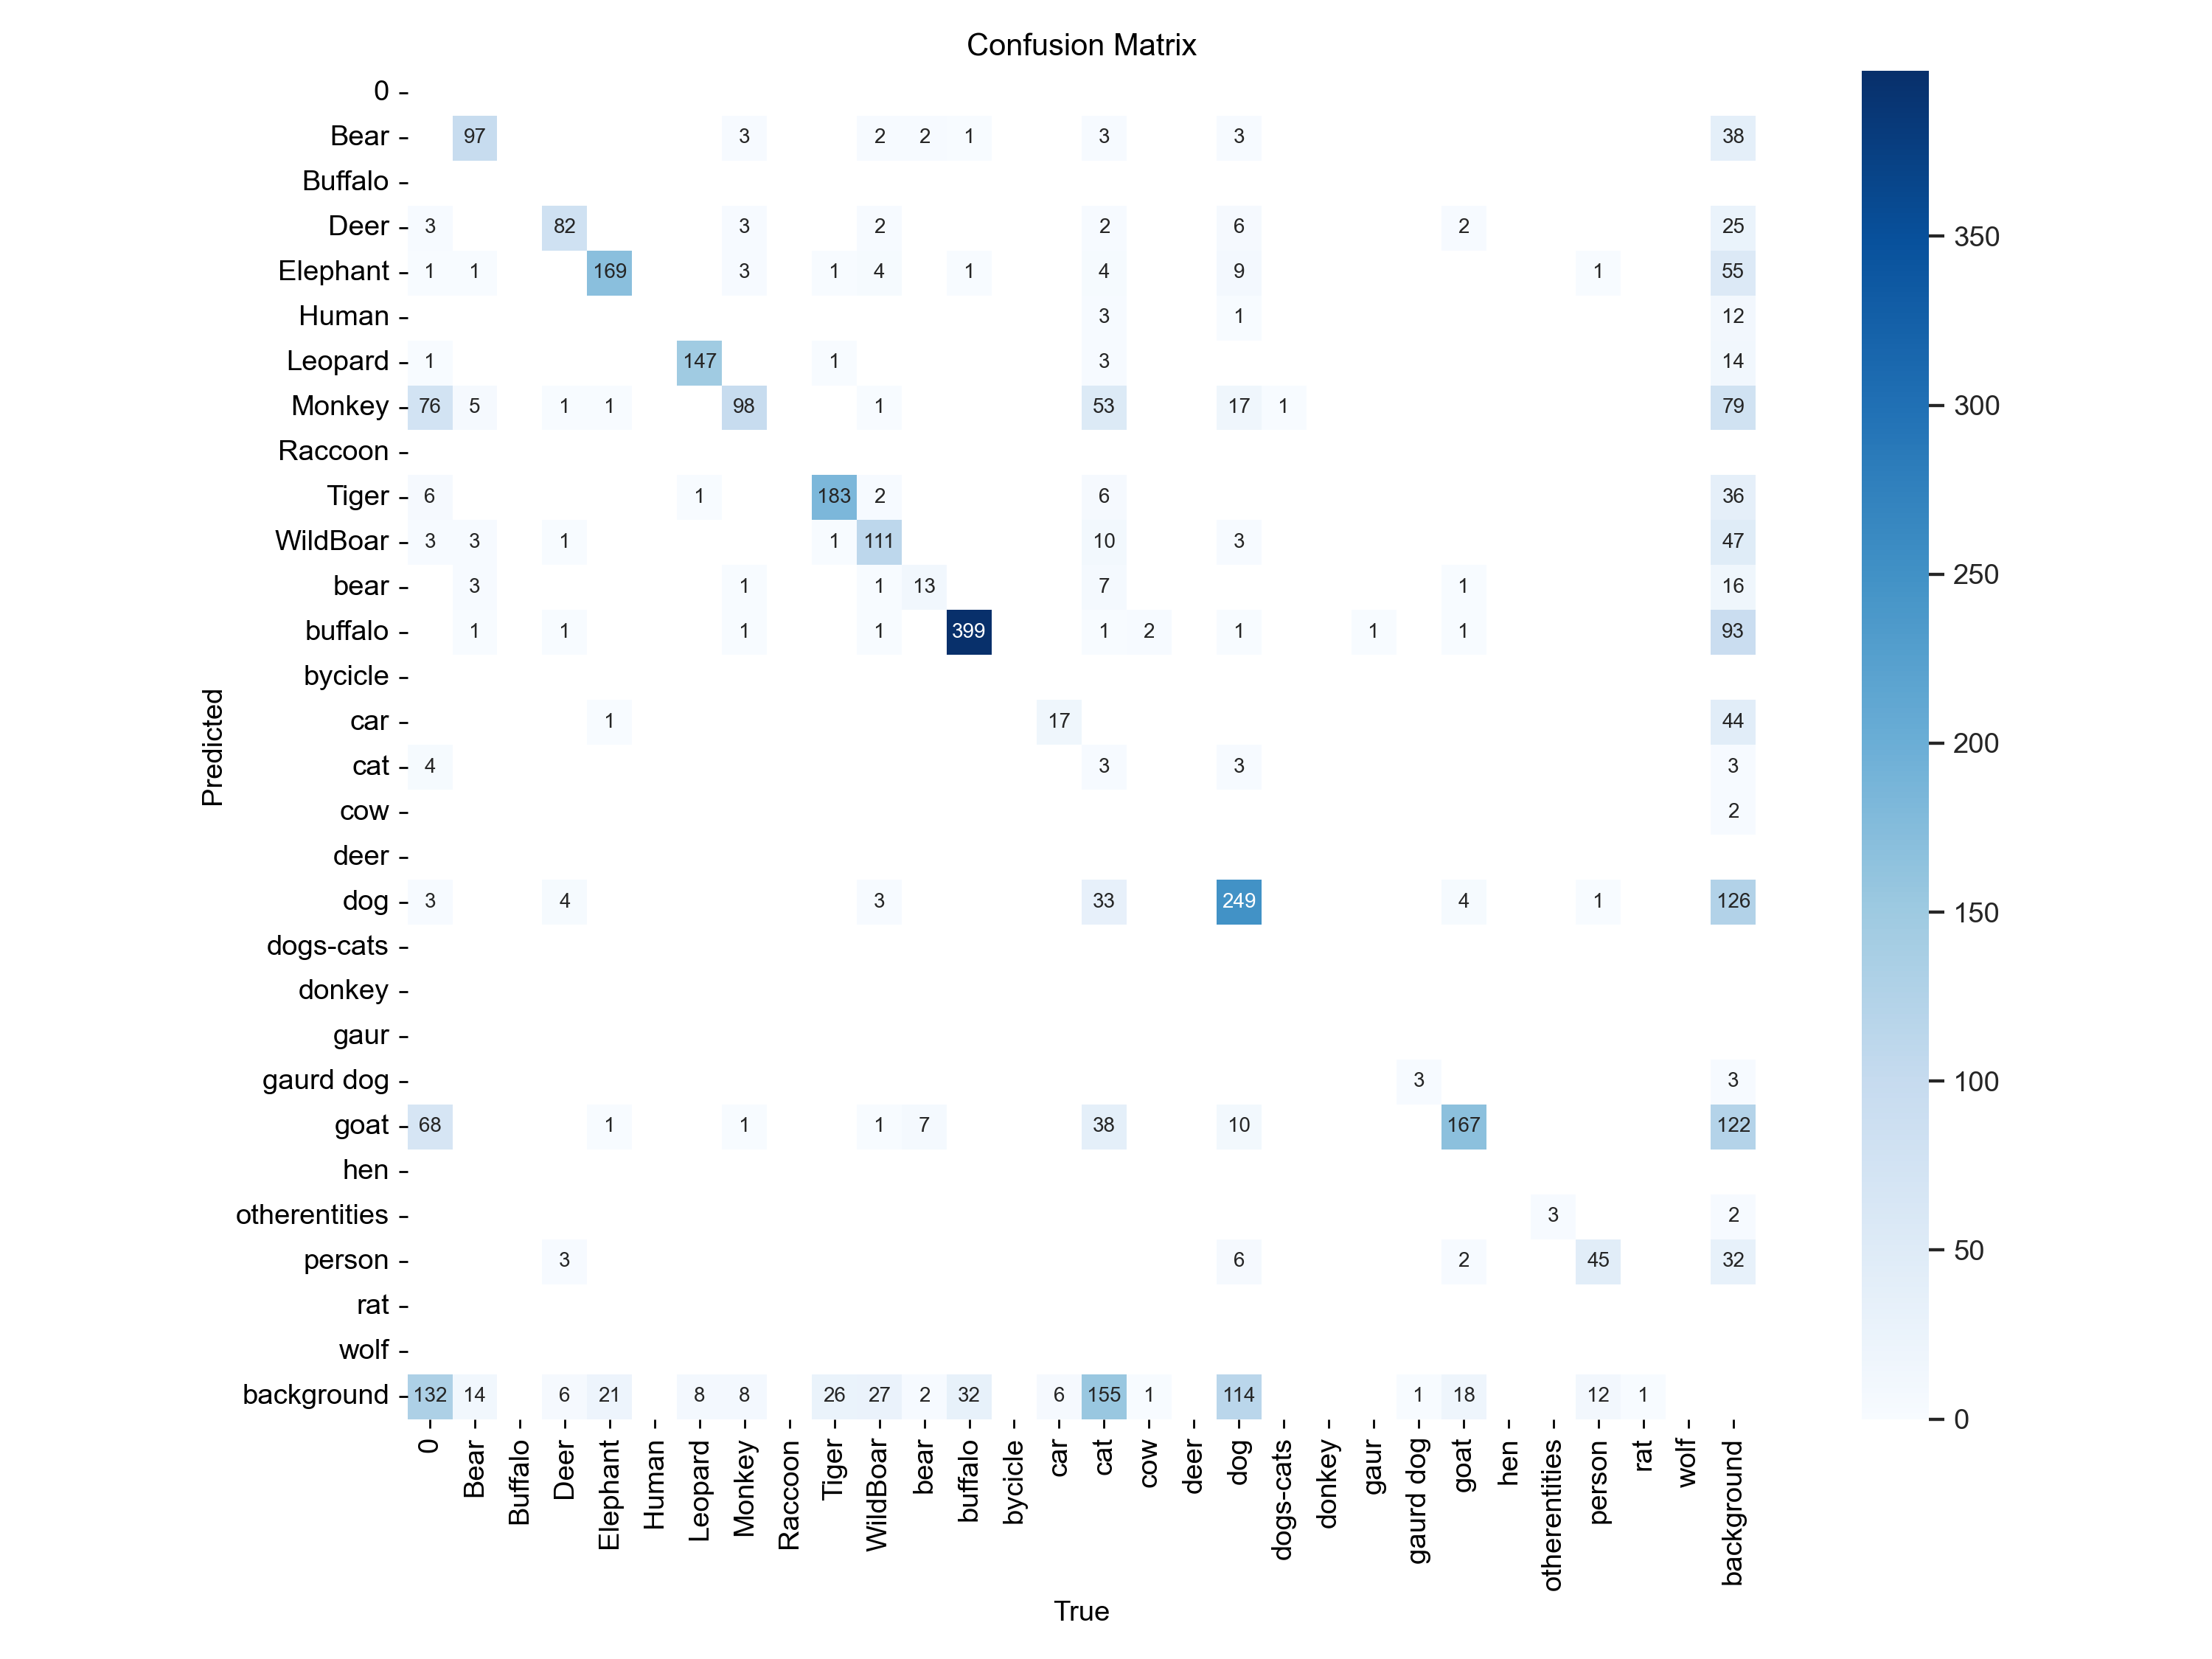 Confusion Matrix
0
Bear 97 3 2 2 1 3 3 38
Buffalo
Deer 3 82 3 2 2 6 2 25
Elephant 1 1 169 3 1 4 1 4 9 1 55
Human 3 1 12
Leopard 1 147 1 3 14
Monkey 76 5 1 1 98 1 53 17 1 79
Raccoon
Tiger 6 1 183 2 6 36
WildBoar 3 3 1 1 111 10 3 47
bear 3 1 1 13 7 1 16
buffalo 1 1 1 1 399 1 2 1 1 1 93
bycicle
car 1 17 44
cat 4 3 3 3
cow 2
deer
dog 3 4 3 33 249 4 1 126
dogs-cats
donkey
gaur
gaurd dog 3 3
goat 68 1 1 1 7 38 10 167 122
hen
otherentities 3 2
person 3 6 2 45 32
rat
wolf
background 132 14 6 21 8 8 26 27 2 32 6 155 1 114 1 18 12 1
Predicted
0 Bear Buffalo Deer Elephant Human Leopard Monkey Raccoon Tiger WildBoar bear buffalo bycicle car cat cow deer dog dogs-cats donkey gaur gaurd dog goat hen otherentities person rat wolf background
True
350
300
250
200
150
100
50
0